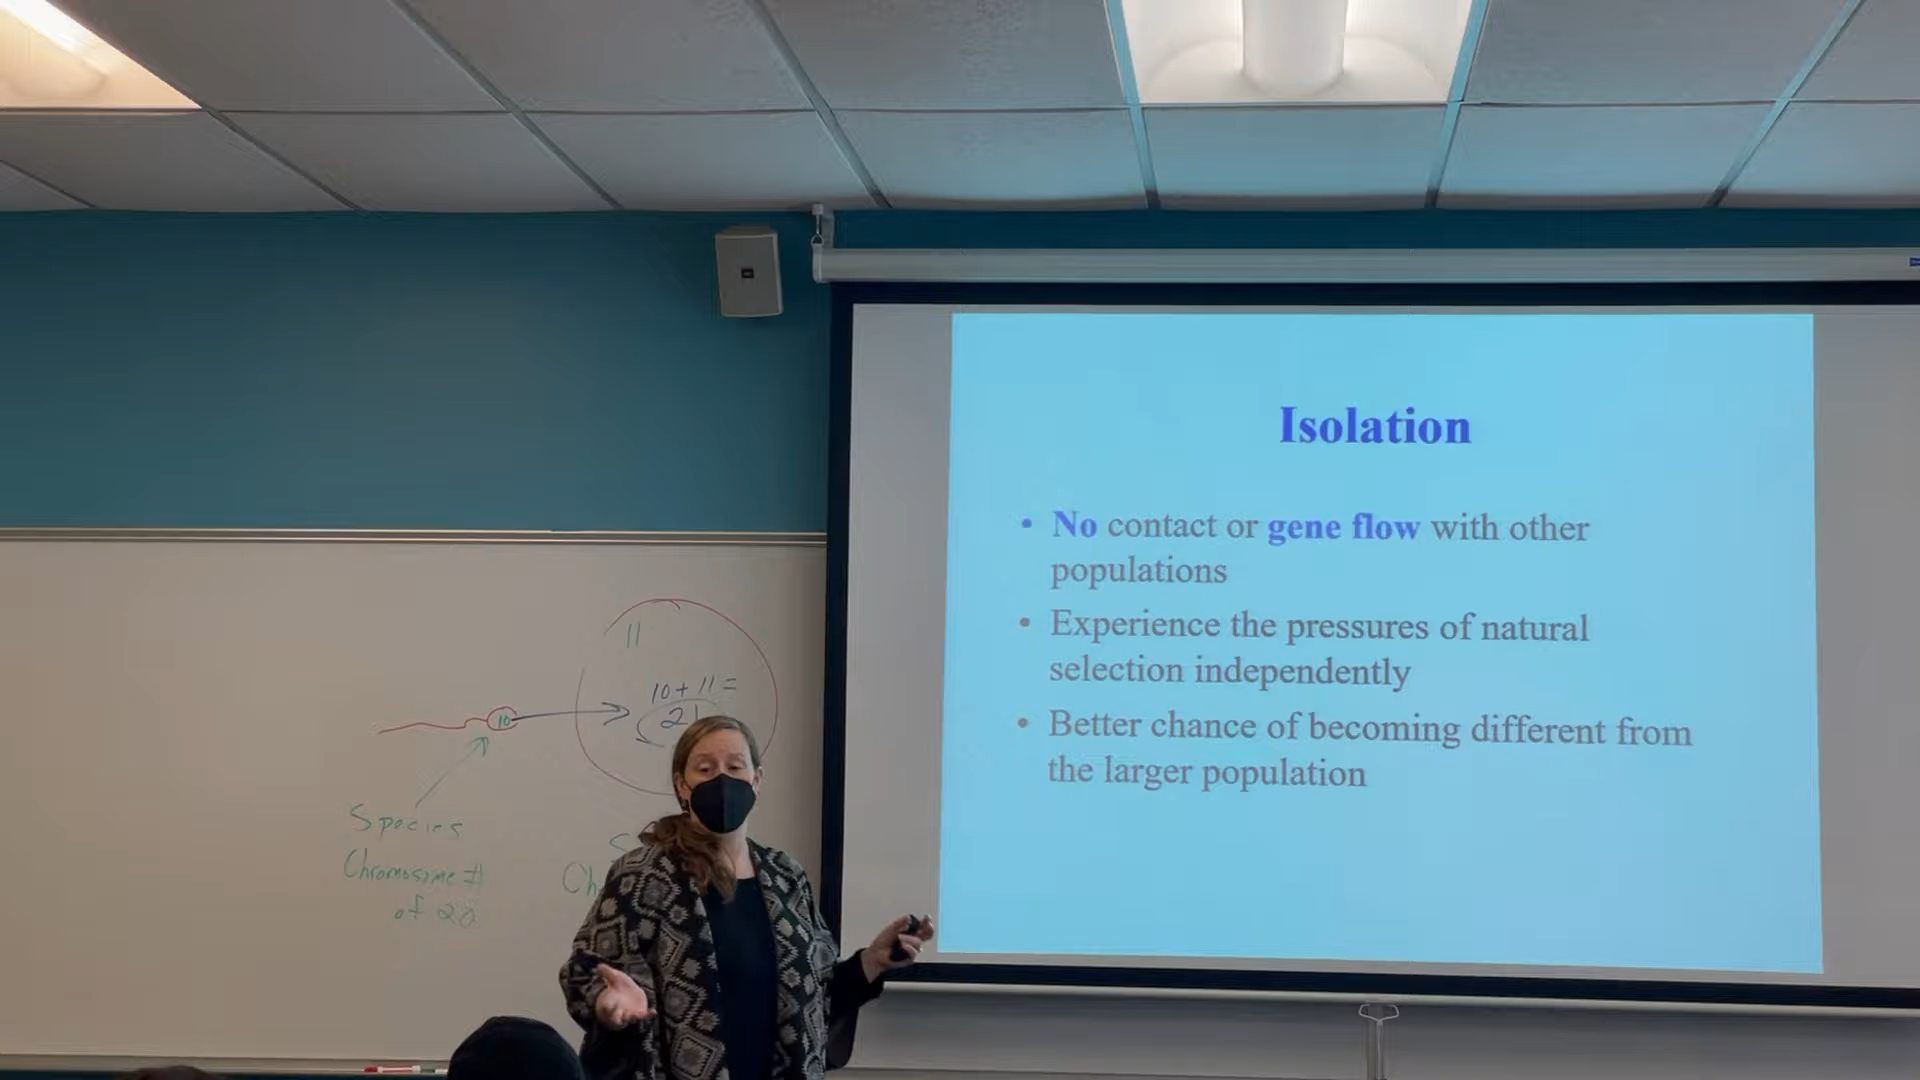 Isolation
• No contact or gene flow with other
populations
• Experience the pressures of natural
selection independently
• Better chance of becoming different from
the larger population
11
10 + 11 =
21
10
Species
Chromosome #
of 20